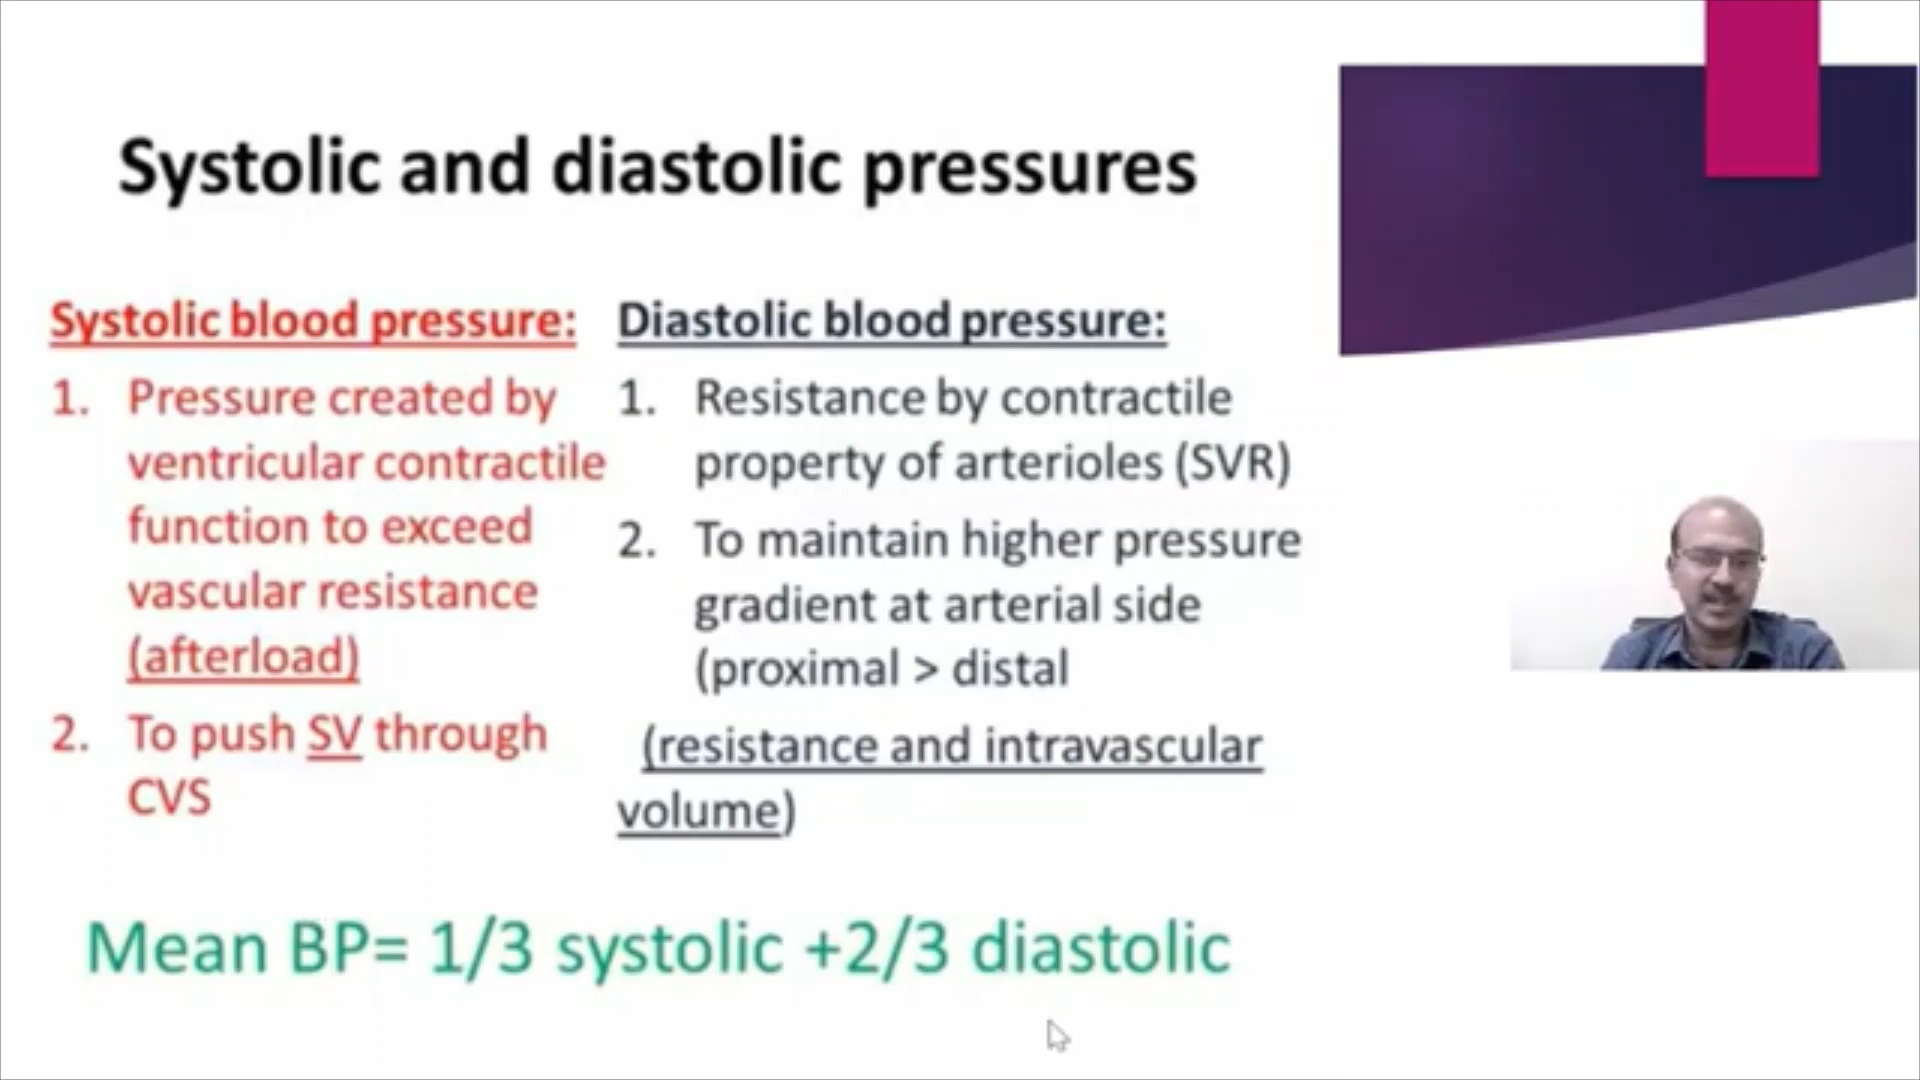 Systolic and diastolic pressures
Systolic blood pressure:
1. Pressure created by
ventricular contractile
function to exceed
vascular resistance
(afterload)
2. To push SV through
CVS
Diastolic blood pressure:
1. Resistance by contractile
property of arterioles (SVR)
2. To maintain higher pressure
gradient at arterial side
(proximal > distal
(resistance and intravascular
volume)
Mean BP= 1/3 systolic +2/3 diastolic